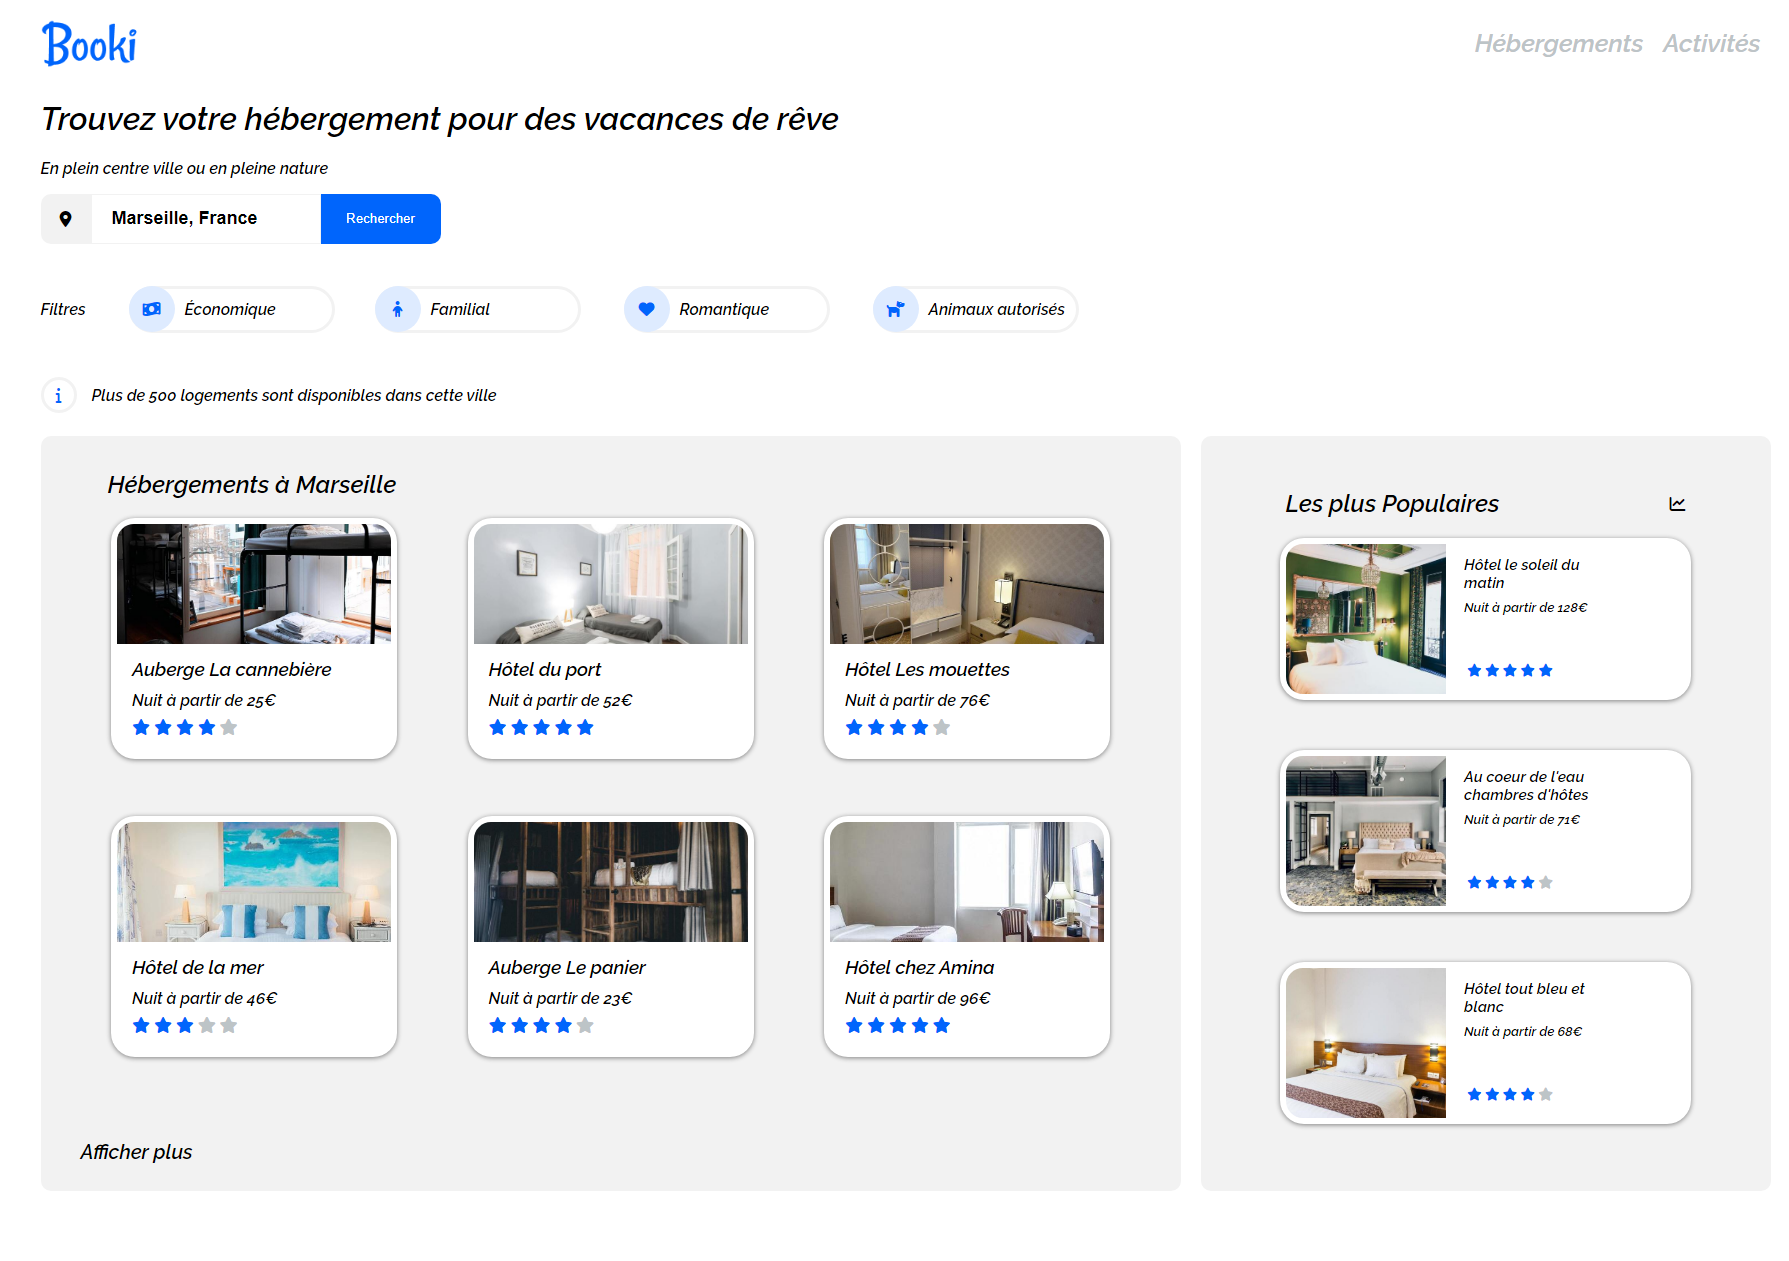 Booki
Hébergements Activités
Trouvez votre hébergement pour des vacances de rêve
En plein centre ville ou en pleine nature
Marseille, France
Rechercher
Filtres
Économique
Familial
Romantique
Animaux autorisés
Plus de 500 logements sont disponibles dans cette ville
Hébergements à Marseille
Auberge La cannebière
Nuit à partir de 25€
Hôtel du port
Nuit à partir de 52€
Hôtel Les mouettes
Nuit à partir de 76€
Hôtel de la mer
Nuit à partir de 46€
Auberge Le panier
Nuit à partir de 23€
Hôtel chez Amina
Nuit à partir de 96€
Afficher plus
Les plus Populaires
Hôtel le soleil du
matin
Nuit à partir de 128€
Au coeur de l'eau
chambres d'hôtes
Nuit à partir de 71€
Hôtel tout bleu et
blanc
Nuit à partir de 68€